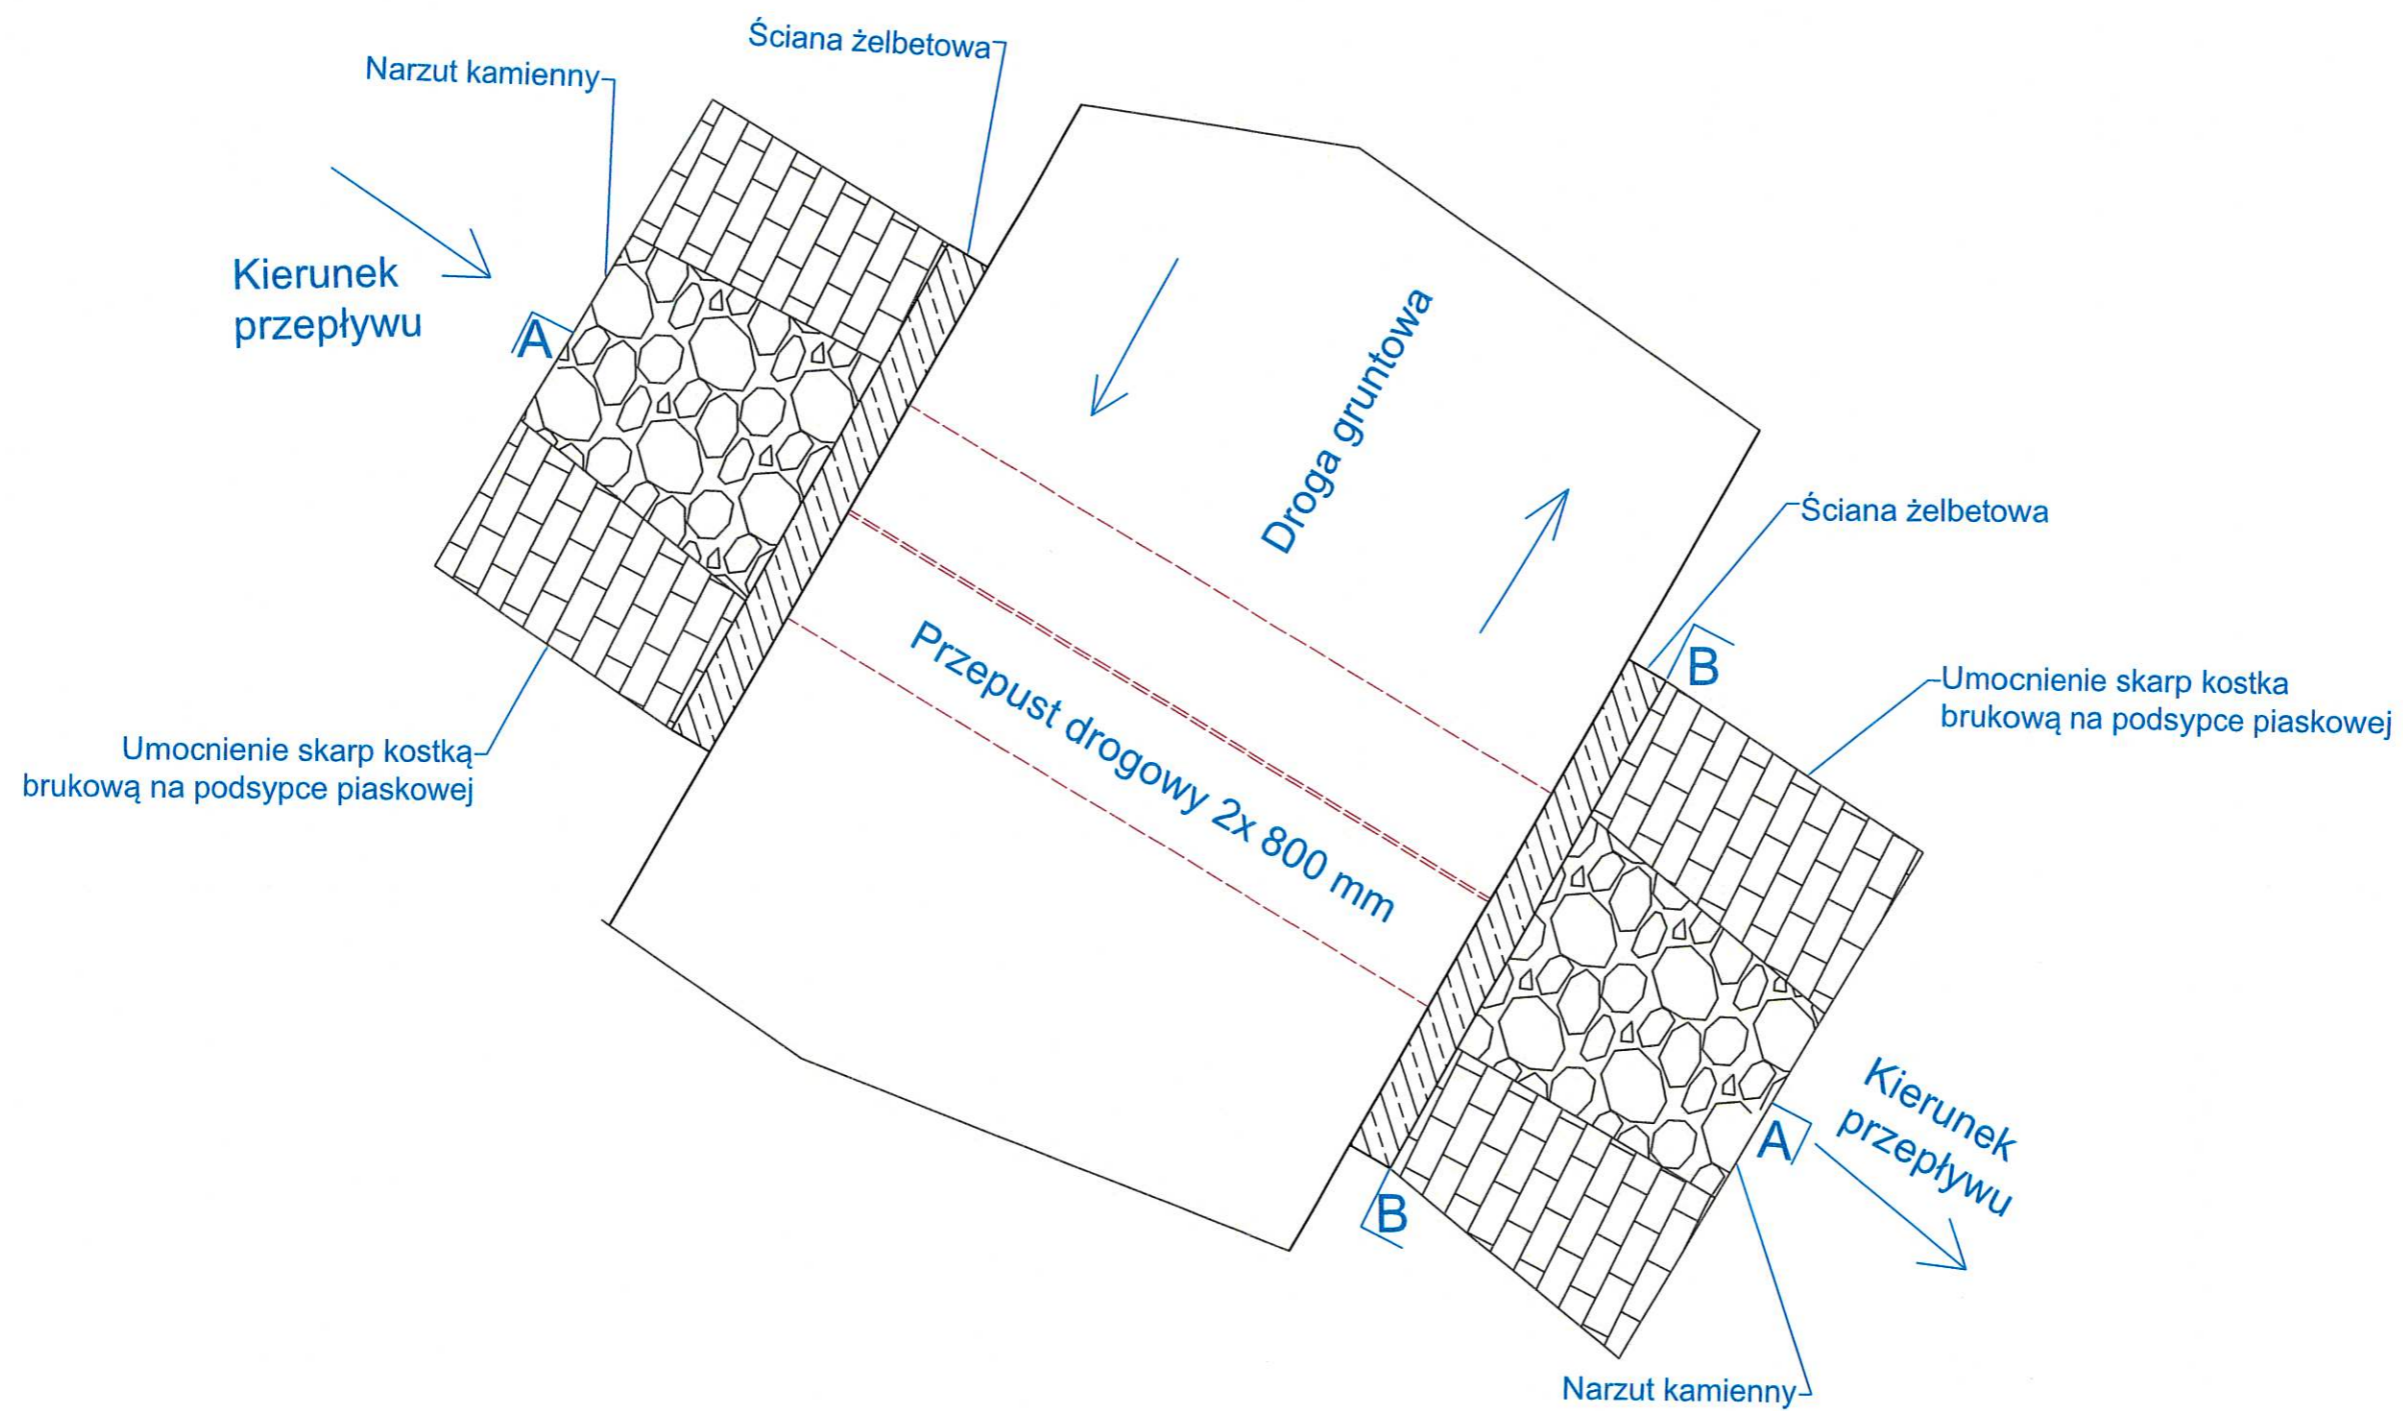 Ściana żelbetowa
Narzut kamienny
Kierunek
przepływu
A
Droga gruntowa
Ściana żelbetowa
B
Umocnienie skarp kostka
brukową na podsypce piaskowej
Przepust drogowy 2x 800 mm
Umocnienie skarp kostką
brukową na podsypce piaskowej
Kierunek
przepływu
A
B
Narzut kamienny